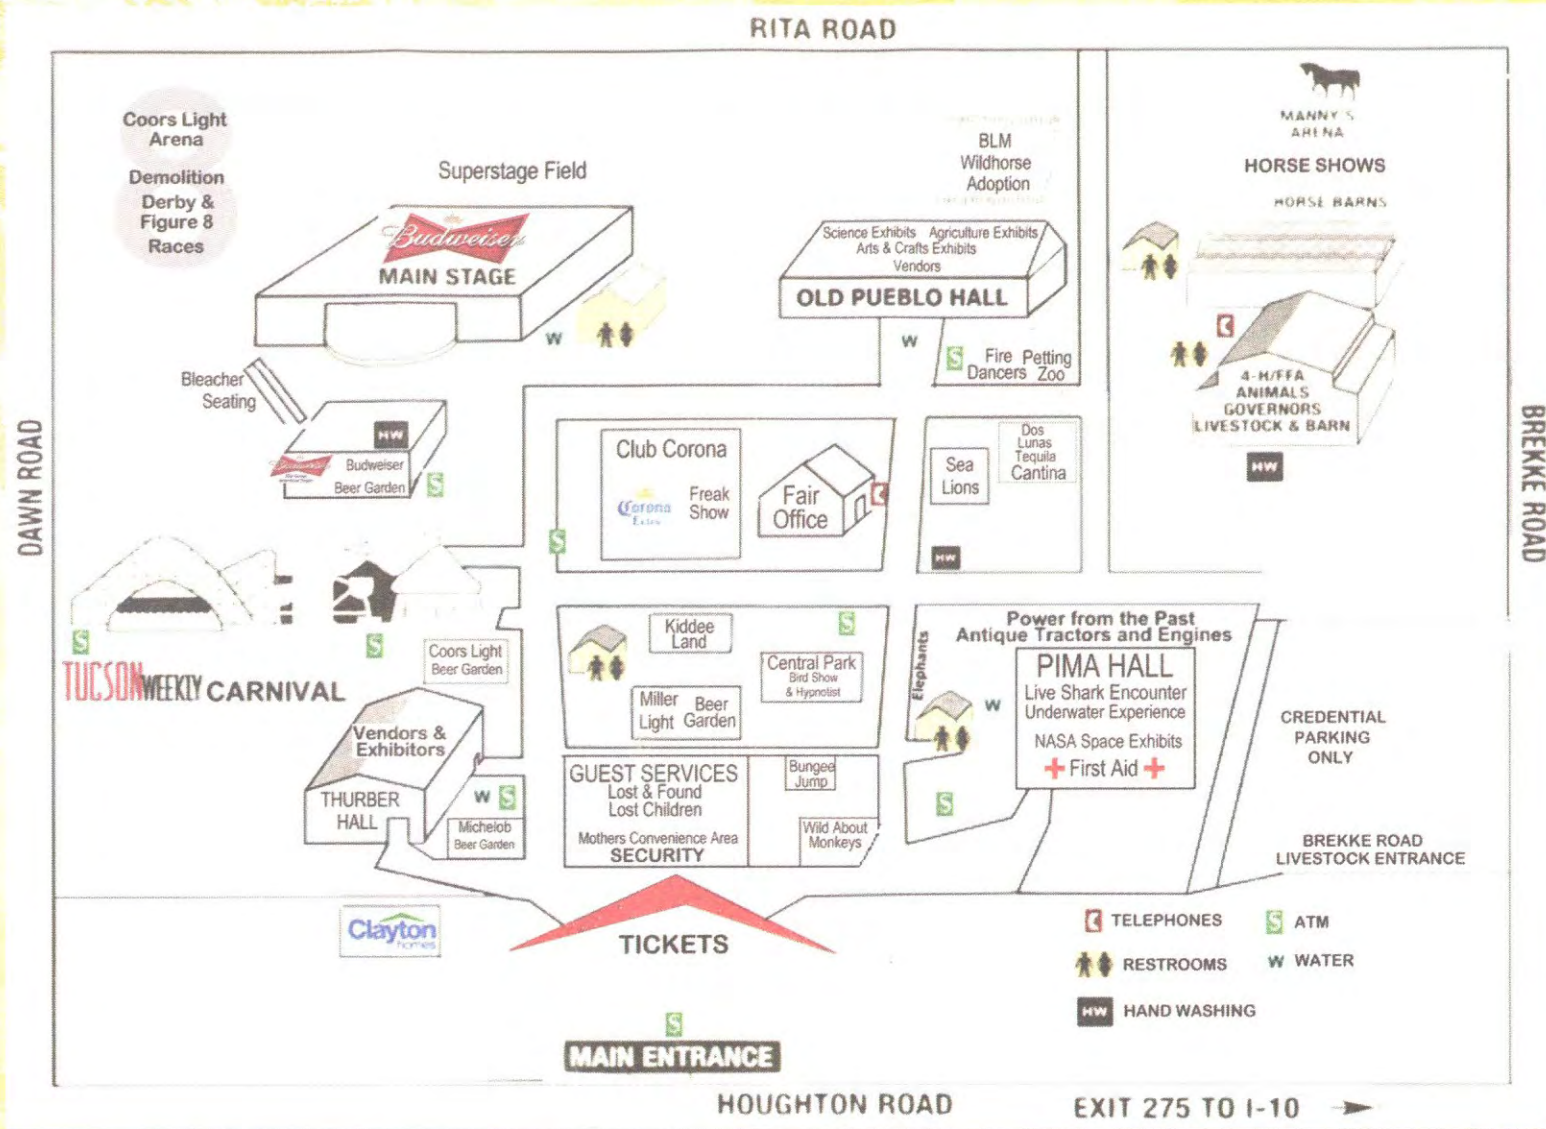 RITA ROAD
Coors Light
Arena
Demolition
Derby &
Figure 8
Races
Superstage Field
Budweiser
MAIN STAGE
W
BLM
Wildhorse
Adoption
Science Exhibits Agriculture Exhibits
Arts & Crafts Exhibits
Vendors
OLD PUEBLO HALL
W
S
Fire Petting
Dancers Zoo
MANNY'S
ARENA
HORSE SHOWS
HORSE BARNS
4-H/FFA
ANIMALS
GOVERNORS
LIVESTOCK & BARN
HW
Bleacher
Seating
HW
Budweiser
Budweiser
Beer Garden
S
DAWN ROAD
BREKKE ROAD
Club Corona
Corona
Extra
Freak
Show
Fair
Office
S
Sea
Lions
Dos
Lunas
Tequila
Cantina
HW
S
S
TUCSON WEEKLY CARNIVAL
Coors Light
Beer Garden
Kiddee
Land
S
Central Park
Bird Show
& Hypnotist
Miller Beer
Light Garden
Elephants
W
Power from the Past
Antique Tractors and Engines
PIMA HALL
Live Shark Encounter
Underwater Experience
NASA Space Exhibits
First Aid
S
CREDENTIAL
PARKING
ONLY
Vendors &
Exhibitors
THURBER
HALL
W S
Michelob
Beer Garden
GUEST SERVICES
Lost & Found
Lost Children
Mothers Convenience Area
SECURITY
Bungee
Jump
Wild About
Monkeys
BREKKE ROAD
LIVESTOCK ENTRANCE
Clayton
homes
TICKETS
TELEPHONES
S ATM
RESTROOMS
W WATER
HW HAND WASHING
S
MAIN ENTRANCE
HOUGHTON ROAD
EXIT 275 TO I-10